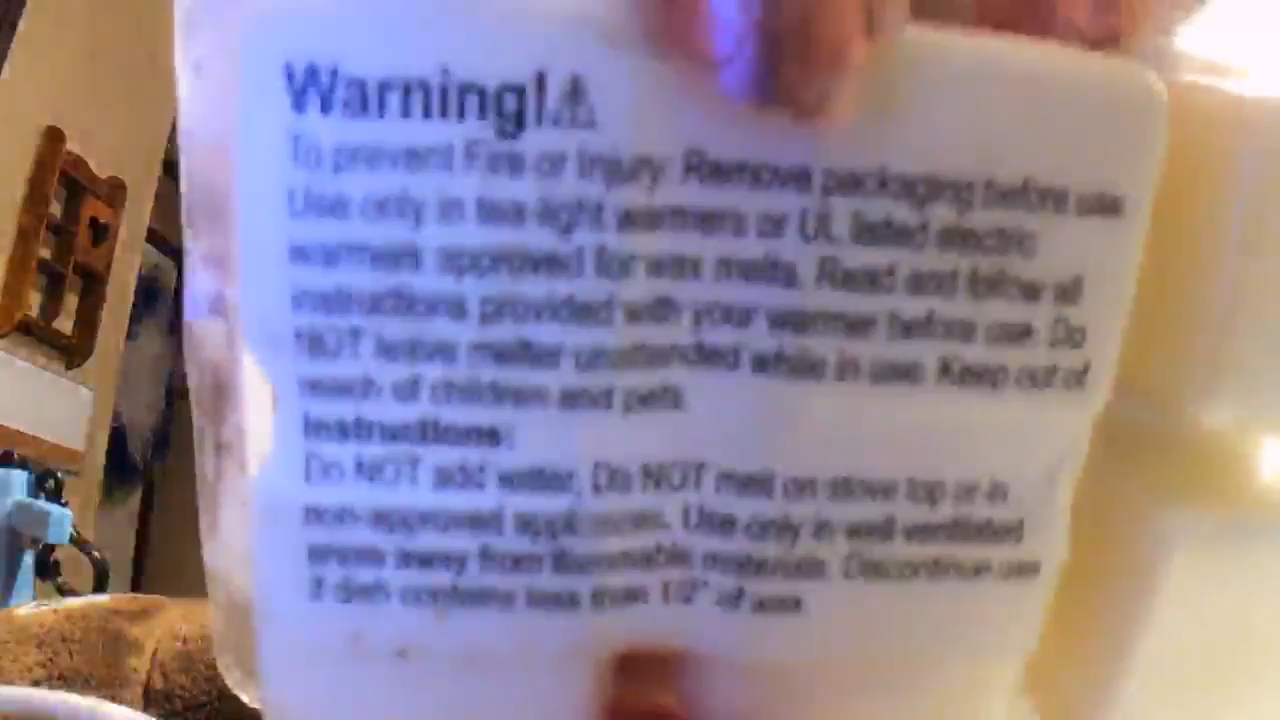 Warning!⚠
To prevent Fire or Injury: Remove packaging before use.
Use only in tea-light warmers or UL listed electric
warmers approved for wax melts. Read and follow all
instructions provided with your warmer before use. Do
NOT leave melter unattended while in use. Keep out of
reach of children and pets.
Instructions:
Do NOT add water, Do NOT melt on stove top or in
non-approved appliances. Use only in well ventilated
areas away from flammable materials. Discontinue use
if dish contains less than 1/2" of wax.